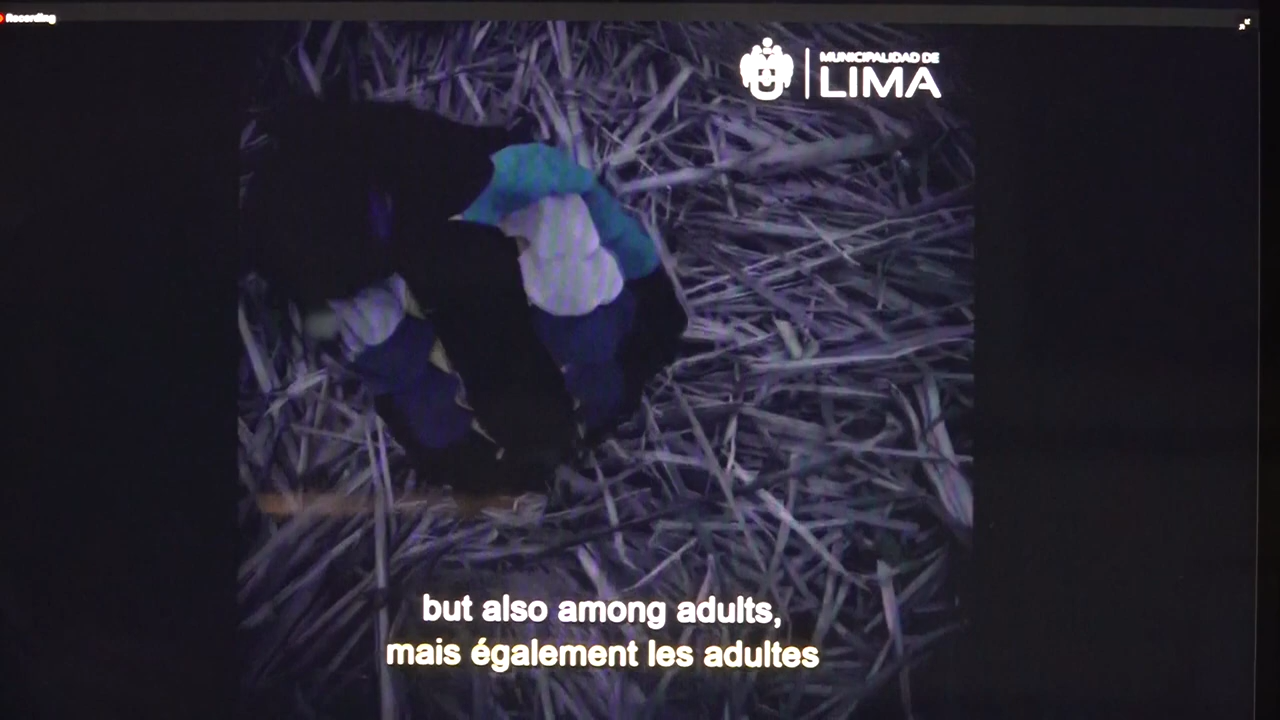 Recording
MUNICIPALIDAD DE
LIMA
but also among adults,
mais également les adultes